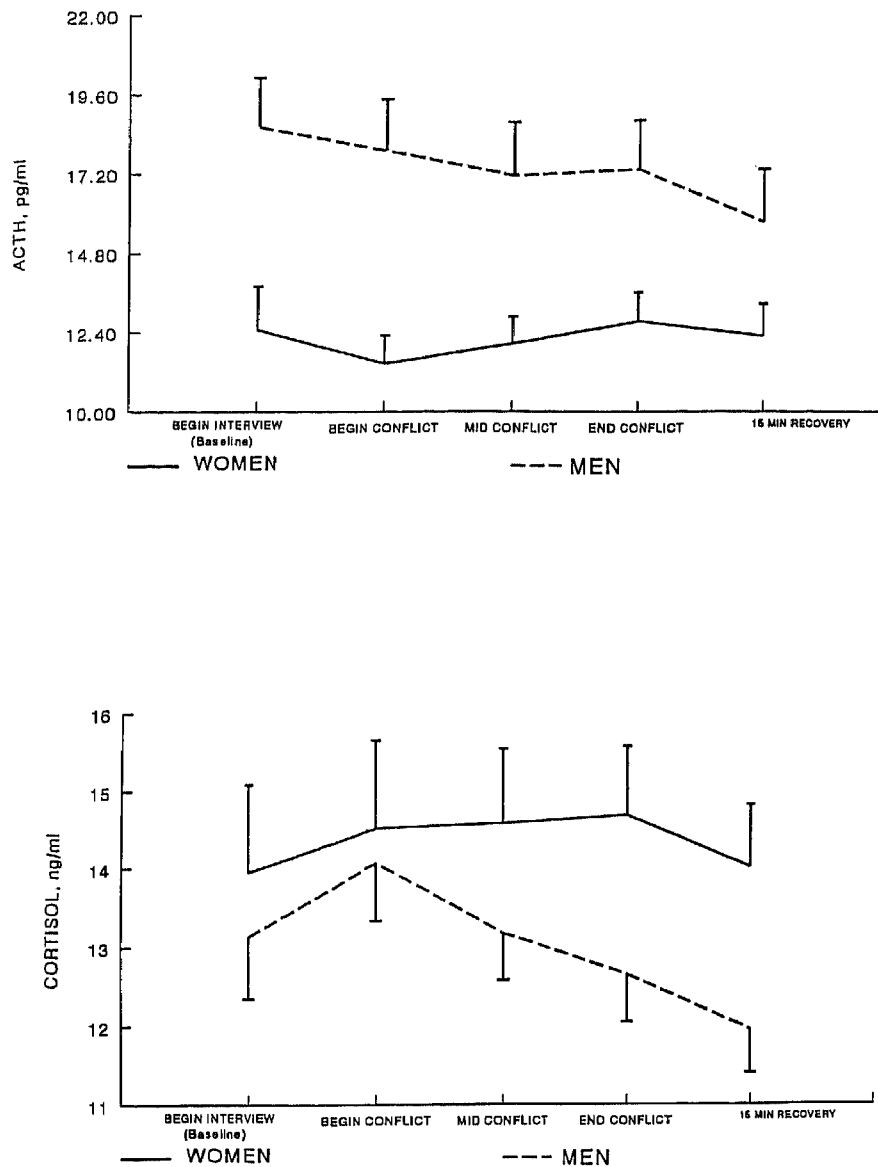 22.00
19.60
17.20
14.80
12.40
10.00
ACTH, pg/ml
BEGIN INTERVIEW
(Baseline)
BEGIN CONFLICT
MID CONFLICT
END CONFLICT
15 MIN RECOVERY
WOMEN
MEN
16
15
14
13
12
11
CORTISOL, ng/ml
BEGIN INTERVIEW
(Baseline)
BEGIN CONFLICT
MID CONFLICT
END CONFLICT
15 MIN RECOVERY
WOMEN
MEN